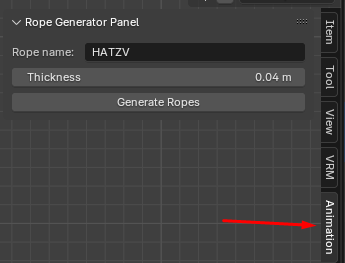 Rope Generator Panel
Rope name: HATZV
Thickness 0.04 m
Generate Ropes
Item
Tool
View
VRM
Animation